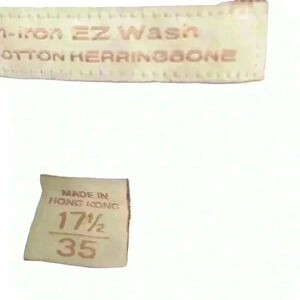 n-iron EZ Wash
OTTON HERRINGBONE
MADE IN
HONG KONG
17½
35